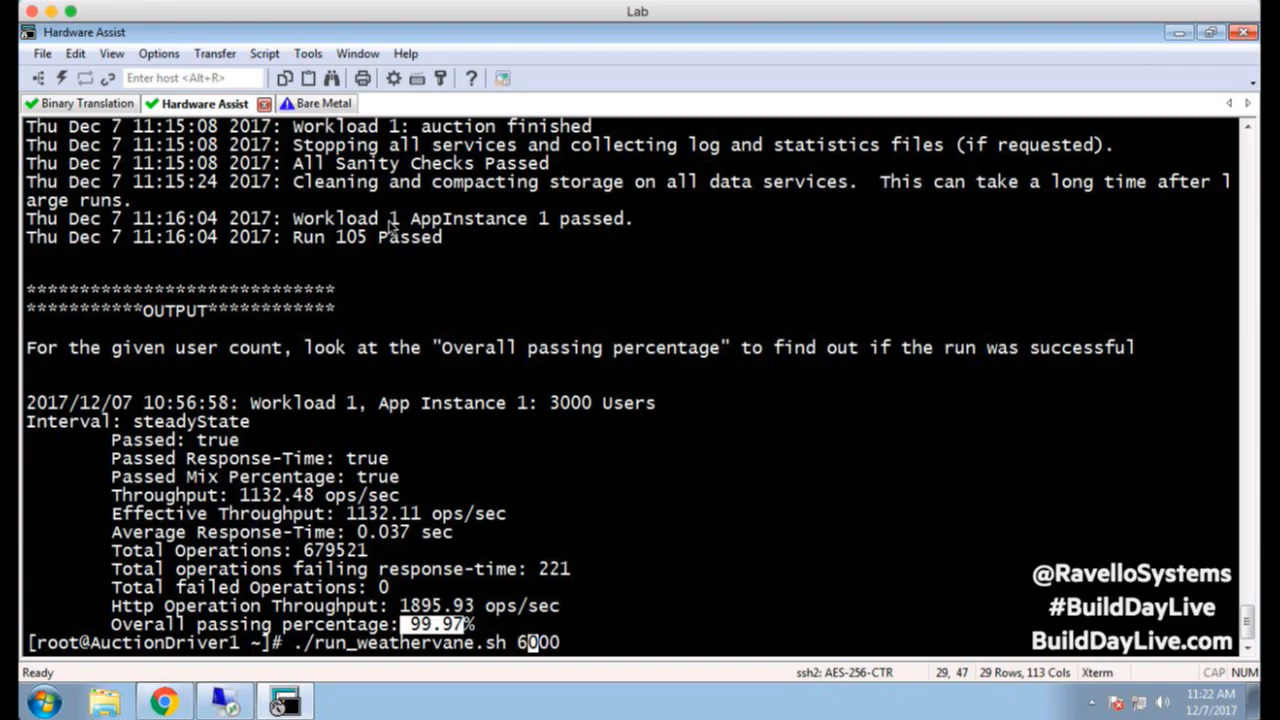 Lab
Hardware Assist
File Edit View Options Transfer Script Tools Window Help
Enter host <Alt+R>
Binary Translation Hardware Assist Bare Metal
Thu Dec 7 11:15:08 2017: Workload 1: auction finished
Thu Dec 7 11:15:08 2017: Stopping all services and collecting log and statistics files (if requested).
Thu Dec 7 11:15:08 2017: All Sanity Checks Passed
Thu Dec 7 11:15:24 2017: Cleaning and compacting storage on all data services.  This can take a long time after l
arge runs.
Thu Dec 7 11:16:04 2017: Workload 1 AppInstance 1 passed.
Thu Dec 7 11:16:04 2017: Run 105 Passed
*****************************
***********OUTPUT************
For the given user count, look at the "Overall passing percentage" to find out if the run was successful
2017/12/07 10:56:58: Workload 1, App Instance 1: 3000 Users
Interval: steadyState
Passed: true
Passed Response-Time: true
Passed Mix Percentage: true
Throughput: 1132.48 ops/sec
Effective Throughput: 1132.11 ops/sec
Average Response-Time: 0.037 sec
Total Operations: 679521
Total operations failing response-time: 221
Total failed Operations: 0
Http Operation Throughput: 1895.93 ops/sec
Overall passing percentage: 99.97%
[root@AuctionDriver1 ~]# ./run_weathervane.sh 6000
@RavelloSystems
#BuildDayLive
BuildDayLive.com
Ready ssh2: AES-256-CTR 29, 47 29 Rows, 113 Cols Xterm CAP NUM
11:22 AM
12/7/2017